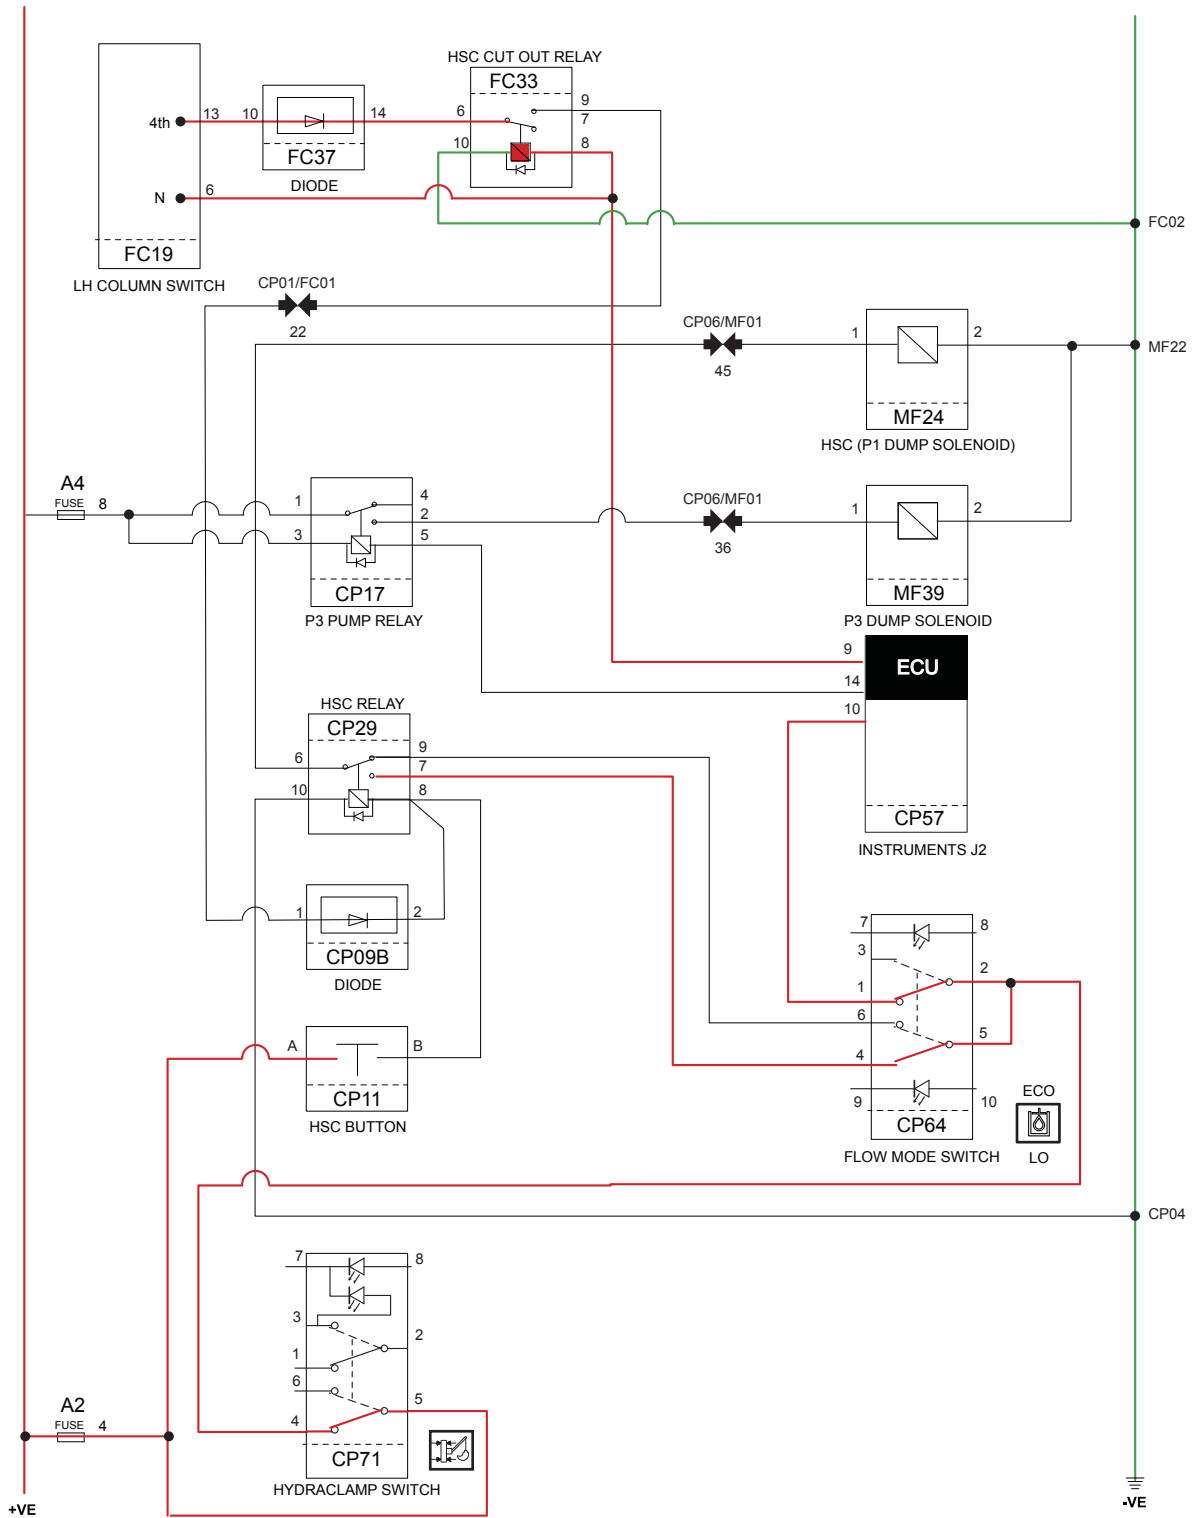 HSC CUT OUT RELAY
FC33
4th
13
10
14
6
9
7
FC37
DIODE
10
8
N
6
FC19
LH COLUMN SWITCH
FC02
CP01/FC01
22
CP06/MF01
45
1
2
MF22
MF24
HSC (P1 DUMP SOLENOID)
A4
FUSE
8
1
4
2
3
5
CP17
P3 PUMP RELAY
CP06/MF01
36
1
2
MF39
P3 DUMP SOLENOID
9
ECU
14
10
CP57
INSTRUMENTS J2
HSC RELAY
CP29
6
9
7
10
8
1
2
CP09B
DIODE
A
B
CP11
HSC BUTTON
7
8
3
2
1
6
5
4
9
10
CP64
FLOW MODE SWITCH
ECO
LO
CP04
7
8
3
2
1
6
5
4
CP71
HYDRACLAMP SWITCH
A2
FUSE
4
+VE
-VE